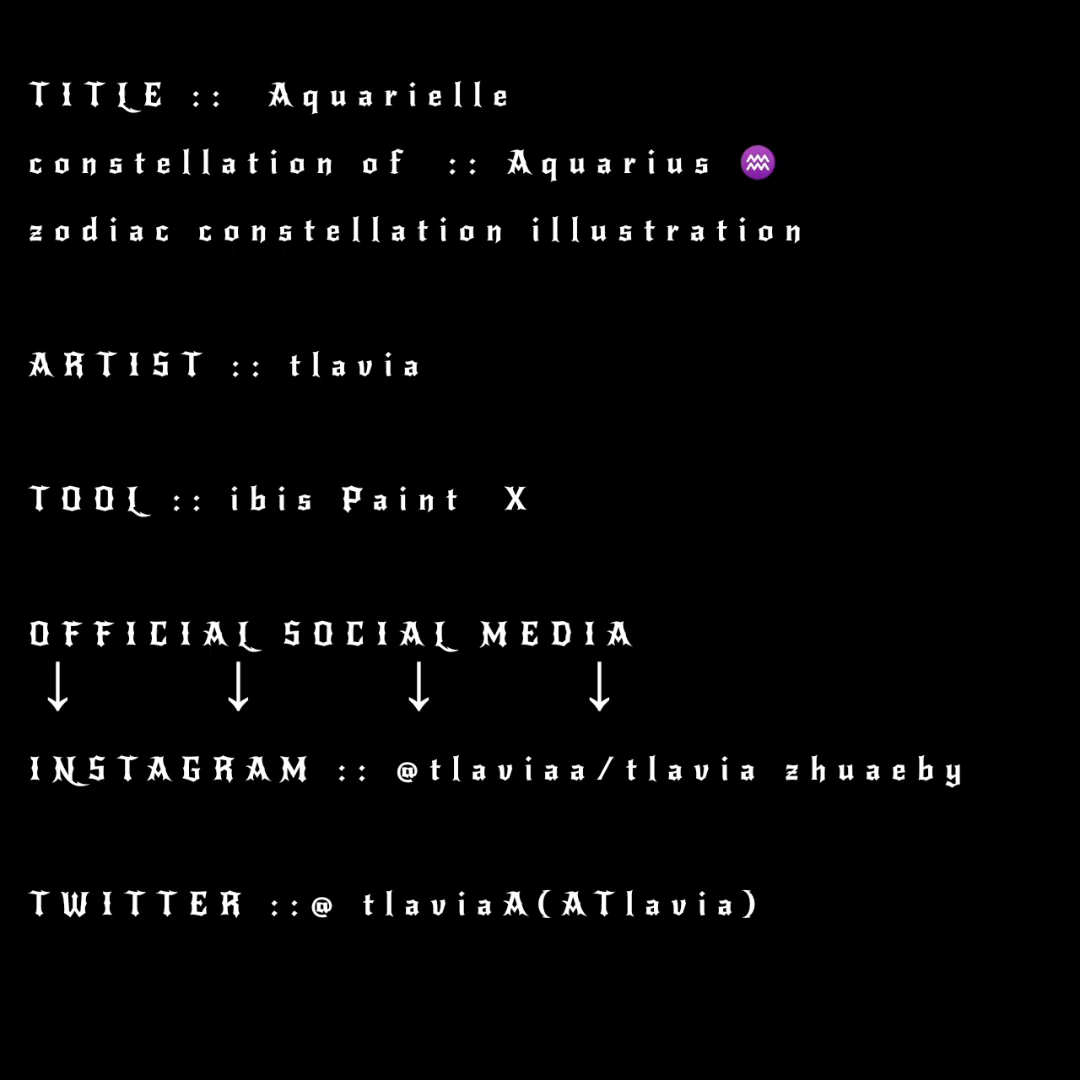 TITLE :: Aquarielle
constellation of :: Aquarius ♒
zodiac constellation illustration
ARTIST :: tlavia
TOOL :: ibis Paint X
OFFICIAL SOCIAL MEDIA
↓ ↓ ↓ ↓
INSTAGRAM :: @tlaviaa/tlavia zhuaeby
TWITTER ::@ tlaviaA(ATlavia)